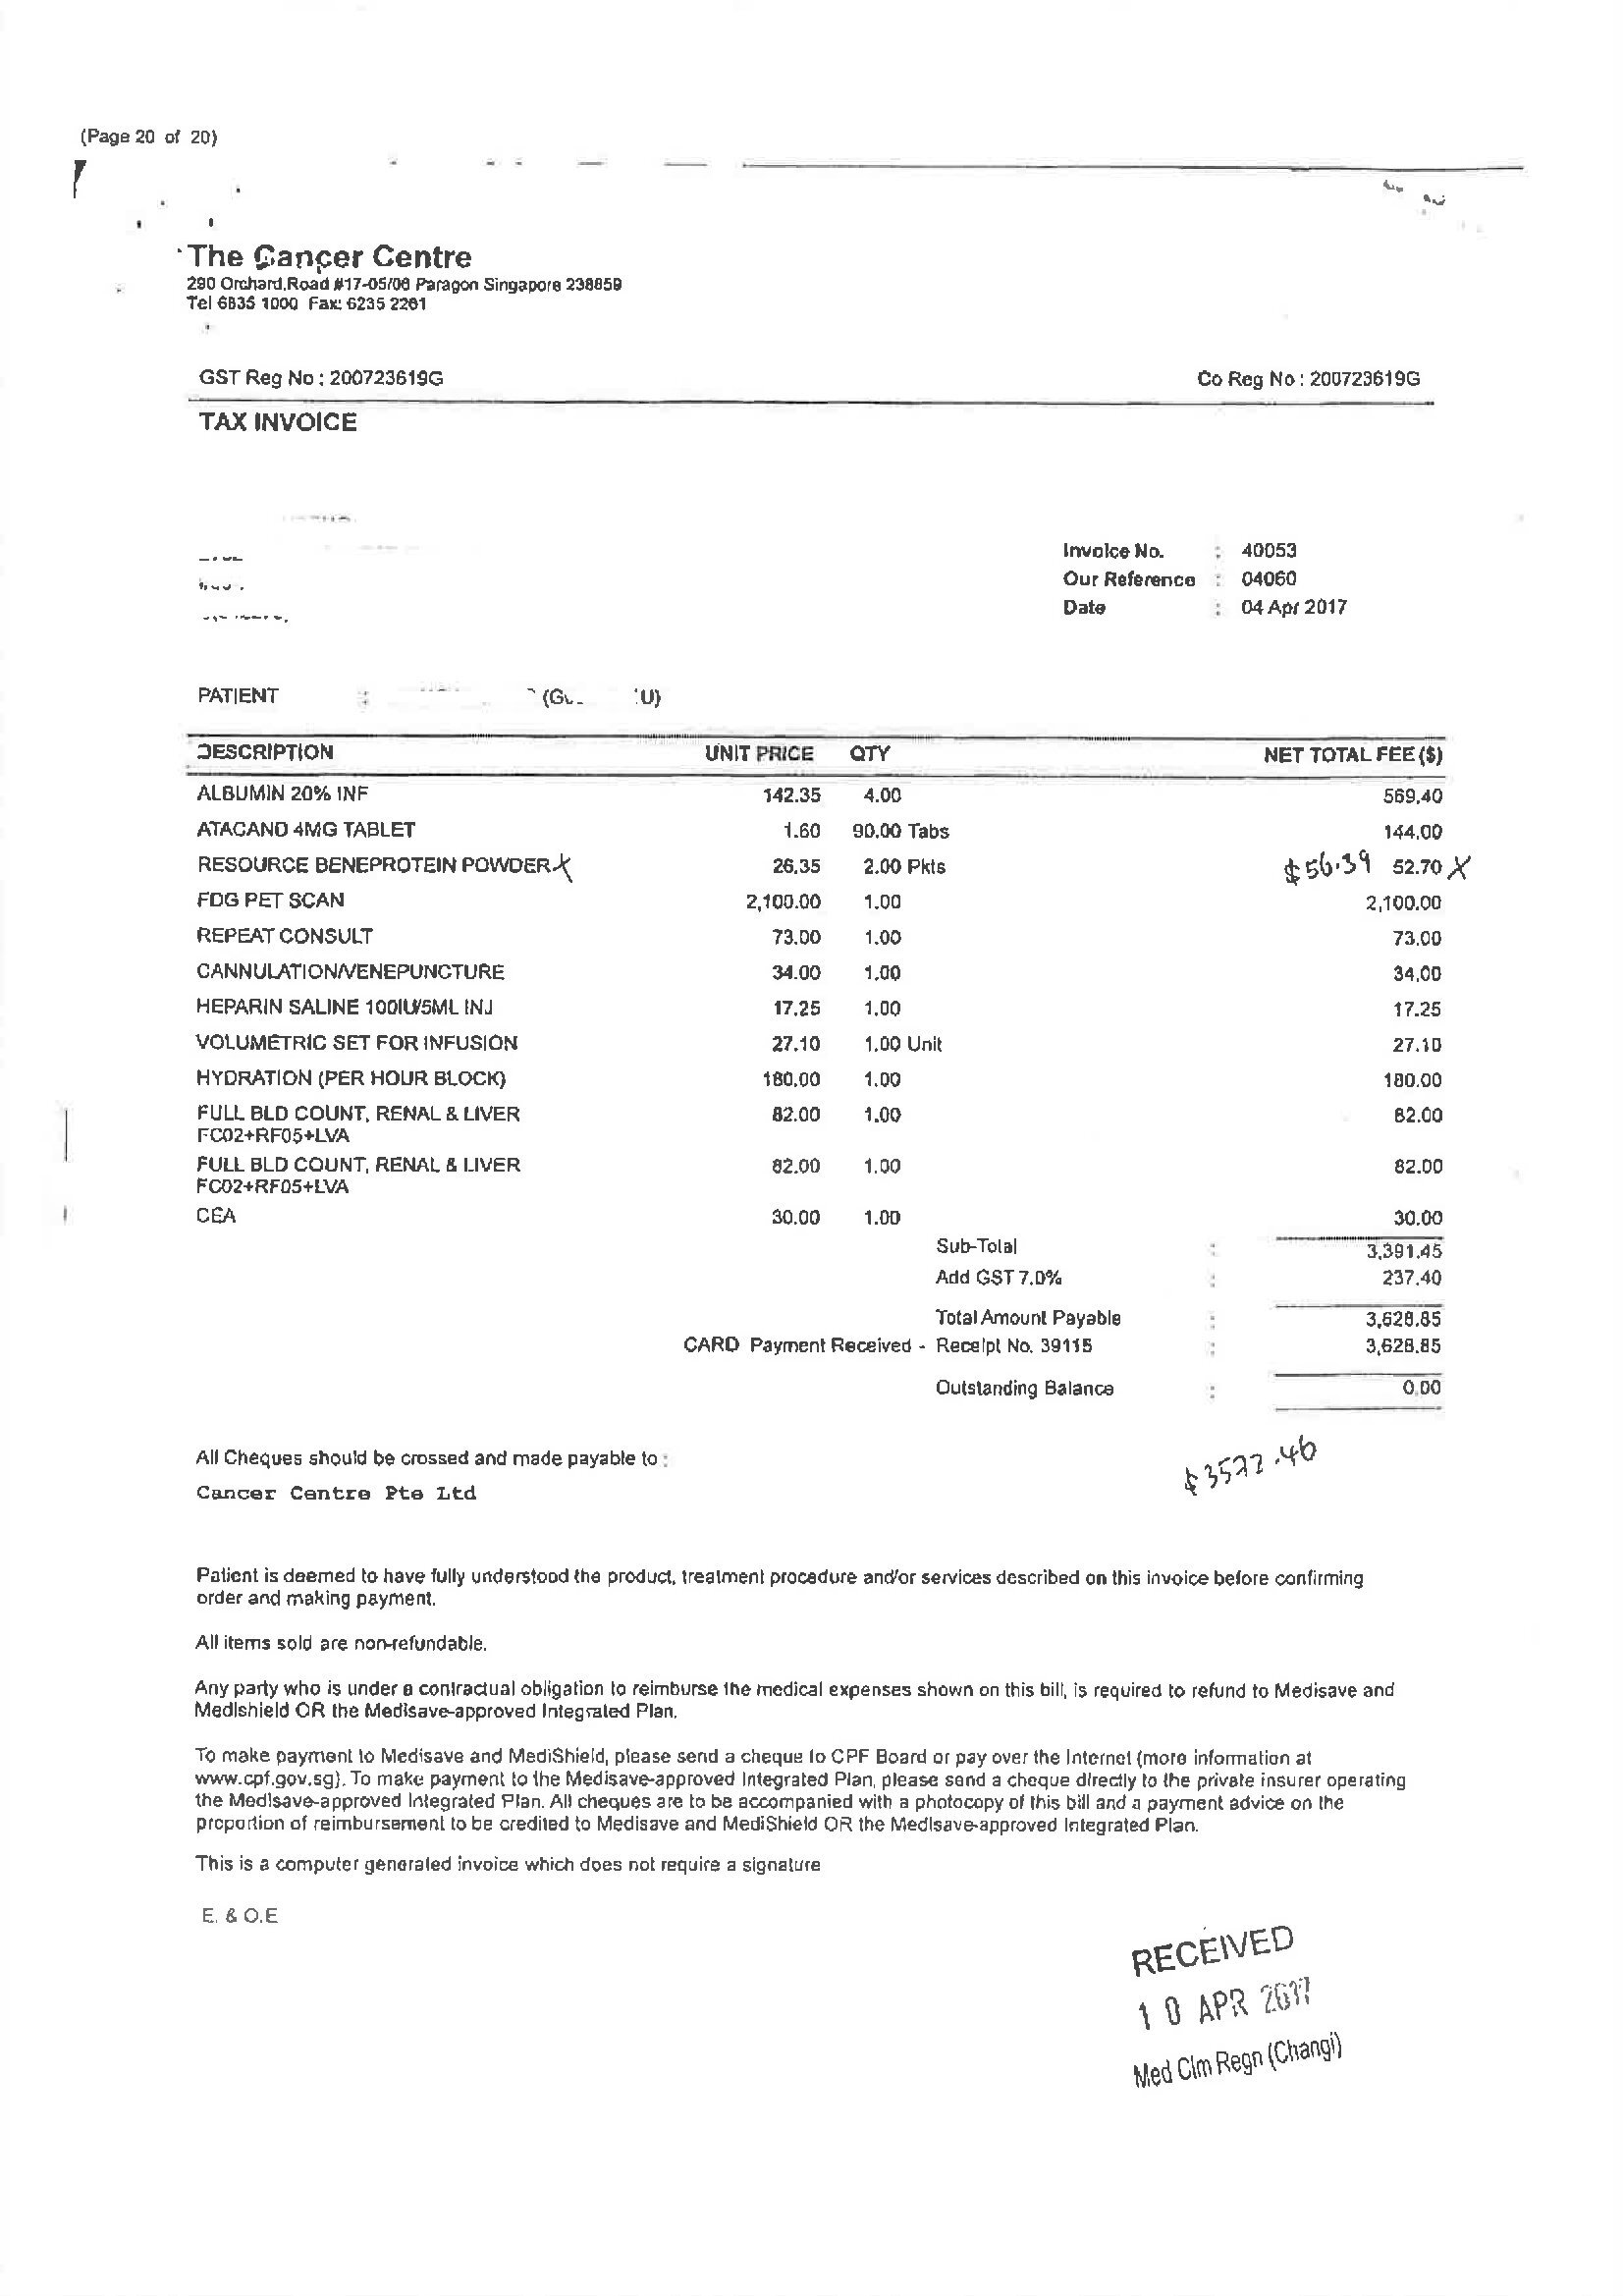 (Page 20 of 20)
The Cancer Centre
290 Orchard Road #17-05/06 Paragon Singapore 238859
Tel 6835 1000 Fax: 6235 2261
GST Reg No : 200723619G Co Reg No : 200723619G
TAX INVOICE
Invoice No. : 40053
Our Reference : 04060
Date : 04 Apr 2017
PATIENT :
DESCRIPTION UNIT PRICE QTY NET TOTAL FEE ($)
ALBUMIN 20% INF 142.35 4.00 569.40
ATACAND 4MG TABLET 1.60 90.00 Tabs 144.00
RESOURCE BENEPROTEIN POWDER X 26.35 2.00 Pkts $56.39 52.70 X
FDG PET SCAN 2,100.00 1.00 2,100.00
REPEAT CONSULT 73.00 1.00 73.00
CANNULATION/VENEPUNCTURE 34.00 1.00 34.00
HEPARIN SALINE 100IU/5ML INJ 17.25 1.00 17.25
VOLUMETRIC SET FOR INFUSION 27.10 1.00 Unit 27.10
HYDRATION (PER HOUR BLOCK) 180.00 1.00 180.00
FULL BLD COUNT, RENAL & LIVER 82.00 1.00 82.00
FC02+RF05+LVA
FULL BLD COUNT, RENAL & LIVER 82.00 1.00 82.00
FC02+RF05+LVA
CEA 30.00 1.00 30.00
Sub-Total : 3,391.45
Add GST 7.0% : 237.40
Total Amount Payable : 3,628.85
CARD Payment Received - Receipt No. 39115 : 3,628.85
Outstanding Balance : 0.00
All Cheques should be crossed and made payable to :
$3572.46
Cancer Centre Pte Ltd
Patient is deemed to have fully understood the product, treatment procedure and/or services described on this invoice before confirming
order and making payment.
All items sold are non-refundable.
Any party who is under a contractual obligation to reimburse the medical expenses shown on this bill, is required to refund to Medisave and
Medishield OR the Medisave-approved Integrated Plan.
To make payment to Medisave and MediShield, please send a cheque to CPF Board or pay over the Internet (more information at
www.cpf.gov.sg). To make payment to the Medisave-approved Integrated Plan, please send a cheque directly to the private insurer operating
the Medisave-approved Integrated Plan. All cheques are to be accompanied with a photocopy of this bill and a payment advice on the
proportion of reimbursement to be credited to Medisave and MediShield OR the Medisave-approved Integrated Plan.
This is a computer generated invoice which does not require a signature
E. & O.E
RECEIVED
10 APR 2017
Med Clm Regn (Changi)